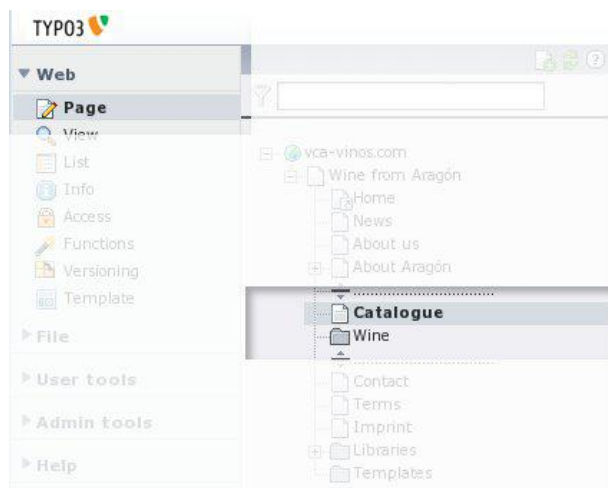 TYPO3
Web
Page
View
List
Info
Access
Functions
Versioning
Template
File
User tools
Admin tools
Help
vca-vinos.com
Wine from Aragón
Home
News
About us
About Aragón
Catalogue
Wine
Contact
Terms
Imprint
Libraries
Templates